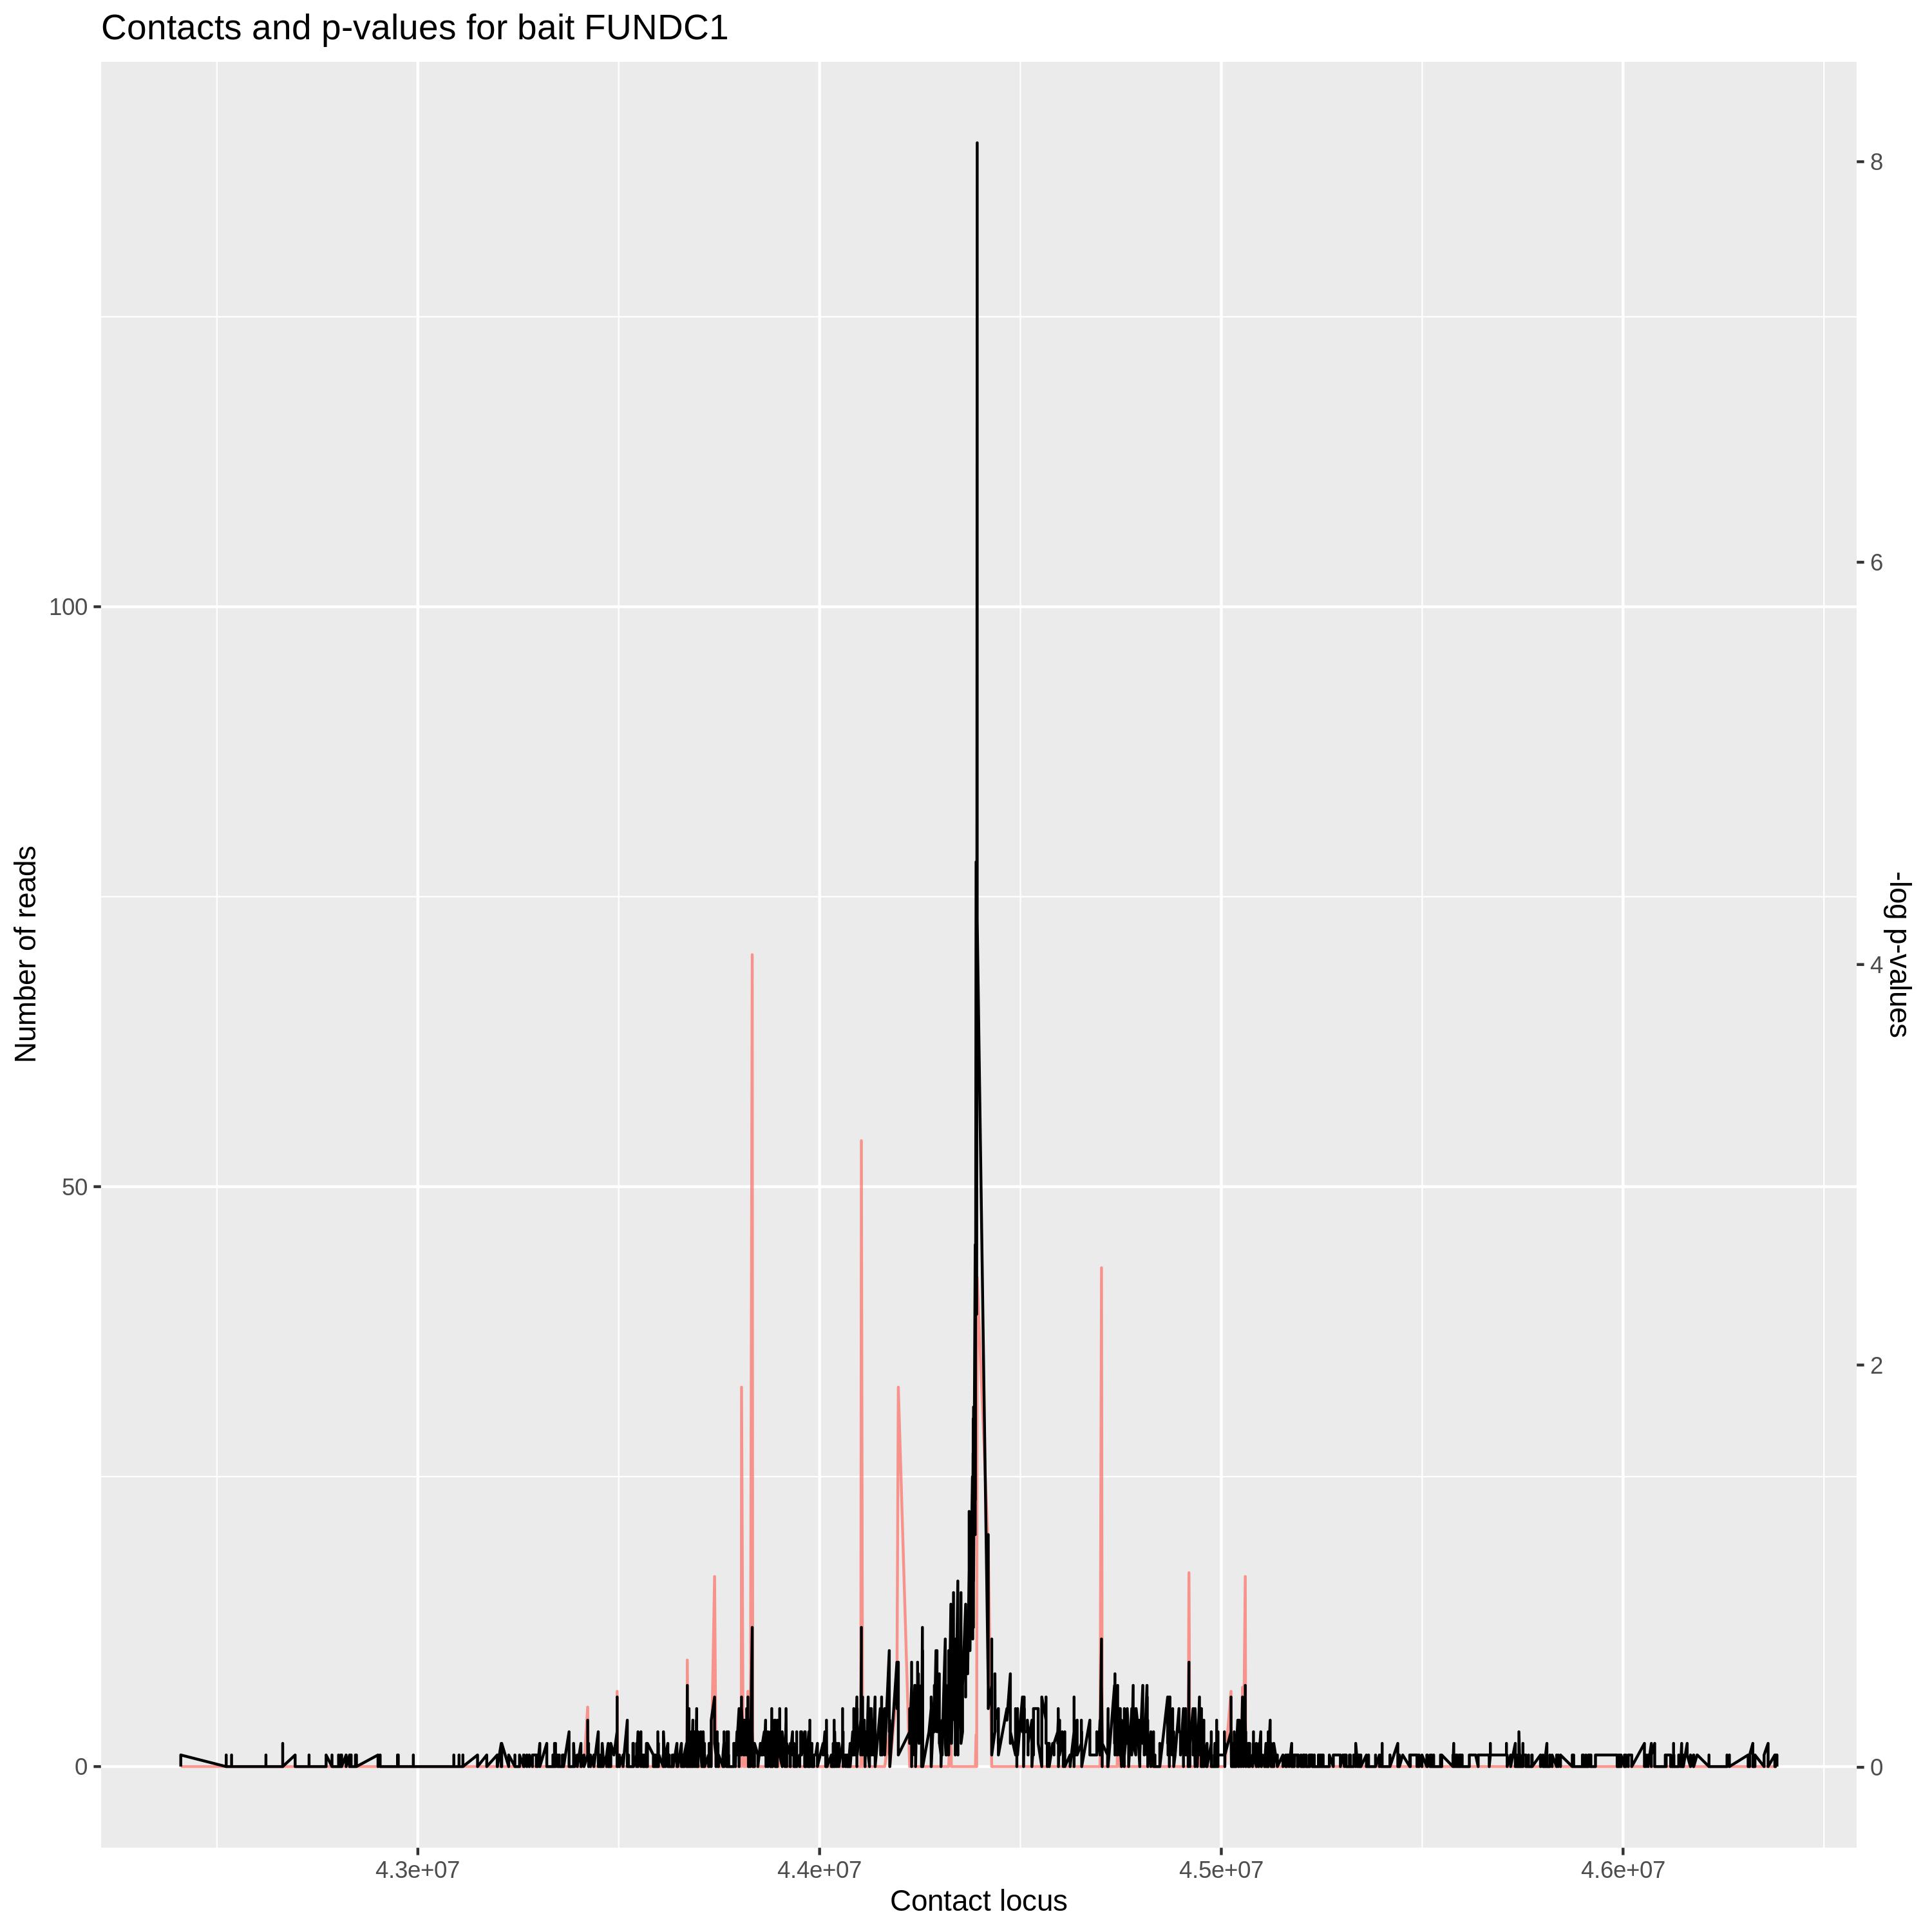 Contacts and p-values for bait FUNDC1
Number of reads
100
50
0
8
6
4
2
0
-log p-values
4.3e+07
4.4e+07
4.5e+07
4.6e+07
Contact locus